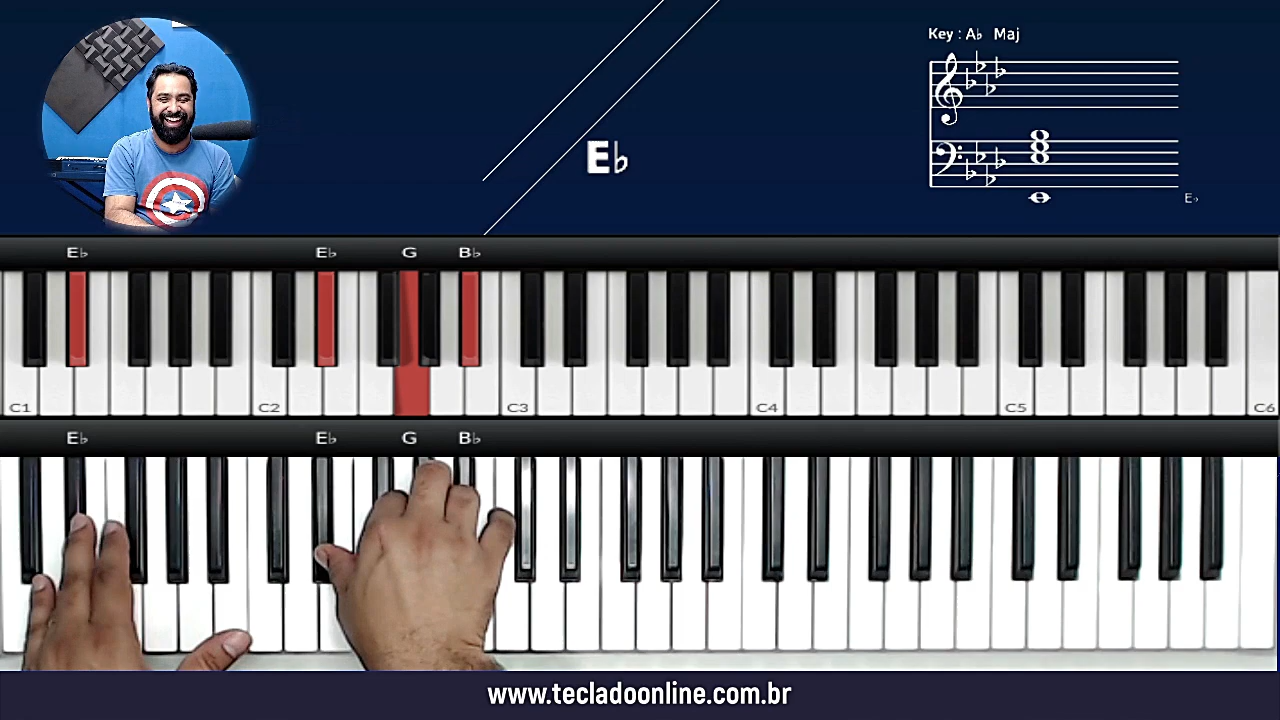 Key : A♭ Maj
E♭
E♭
E♭ E♭ G B♭
C1 C2 C3 C4 C5 C6
E♭ E♭ G B♭
www.tecladoonline.com.br